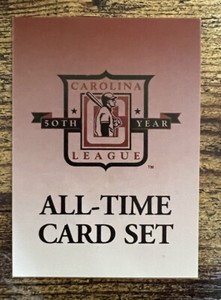 CAROLINA
50TH YEAR
LEAGUE
TM
ALL-TIME
CARD SET